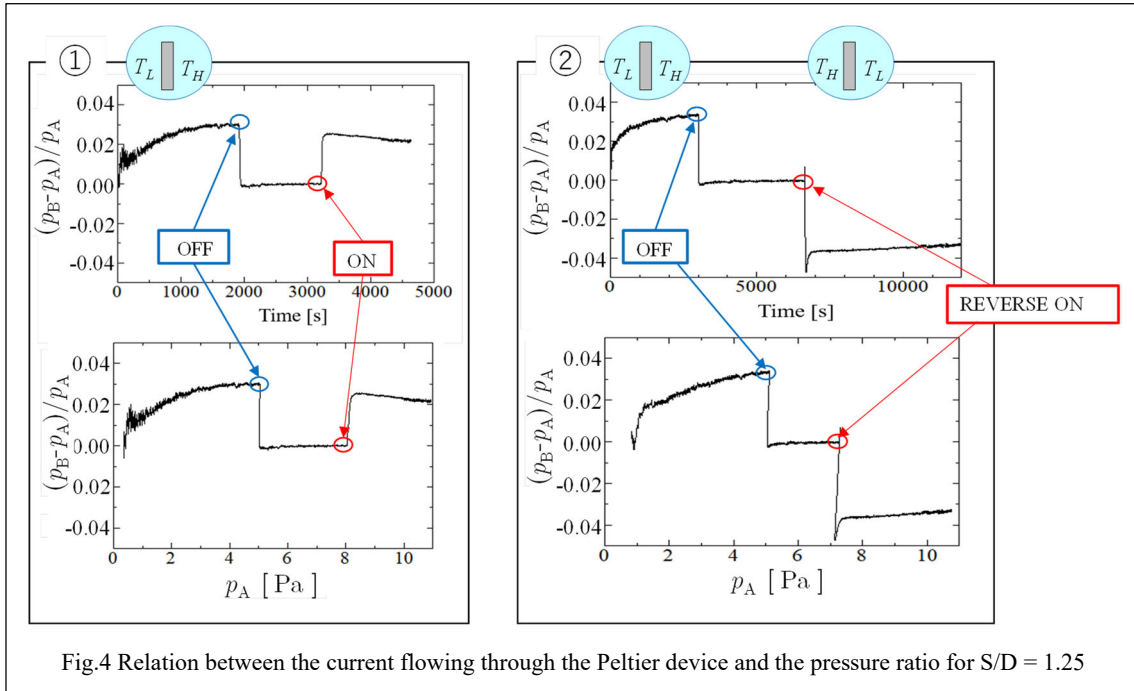 ①
T_L T_H
0.04
0.02
0.00
-0.02
-0.04
(p_B-p_A)/p_A
0 1000 2000 3000 4000 5000
Time [s]
OFF
ON
0.04
0.02
0.00
-0.02
-0.04
(p_B-p_A)/p_A
0 2 4 6 8 10
p_A [ Pa ]
②
T_L T_H
T_H T_L
0.04
0.02
0.00
-0.02
-0.04
(p_B-p_A)/p_A
0 5000 10000
Time [s]
OFF
REVERSE ON
0.04
0.02
0.00
-0.02
-0.04
(p_B-p_A)/p_A
0 2 4 6 8 10
p_A [ Pa ]
Fig.4 Relation between the current flowing through the Peltier device and the pressure ratio for S/D = 1.25